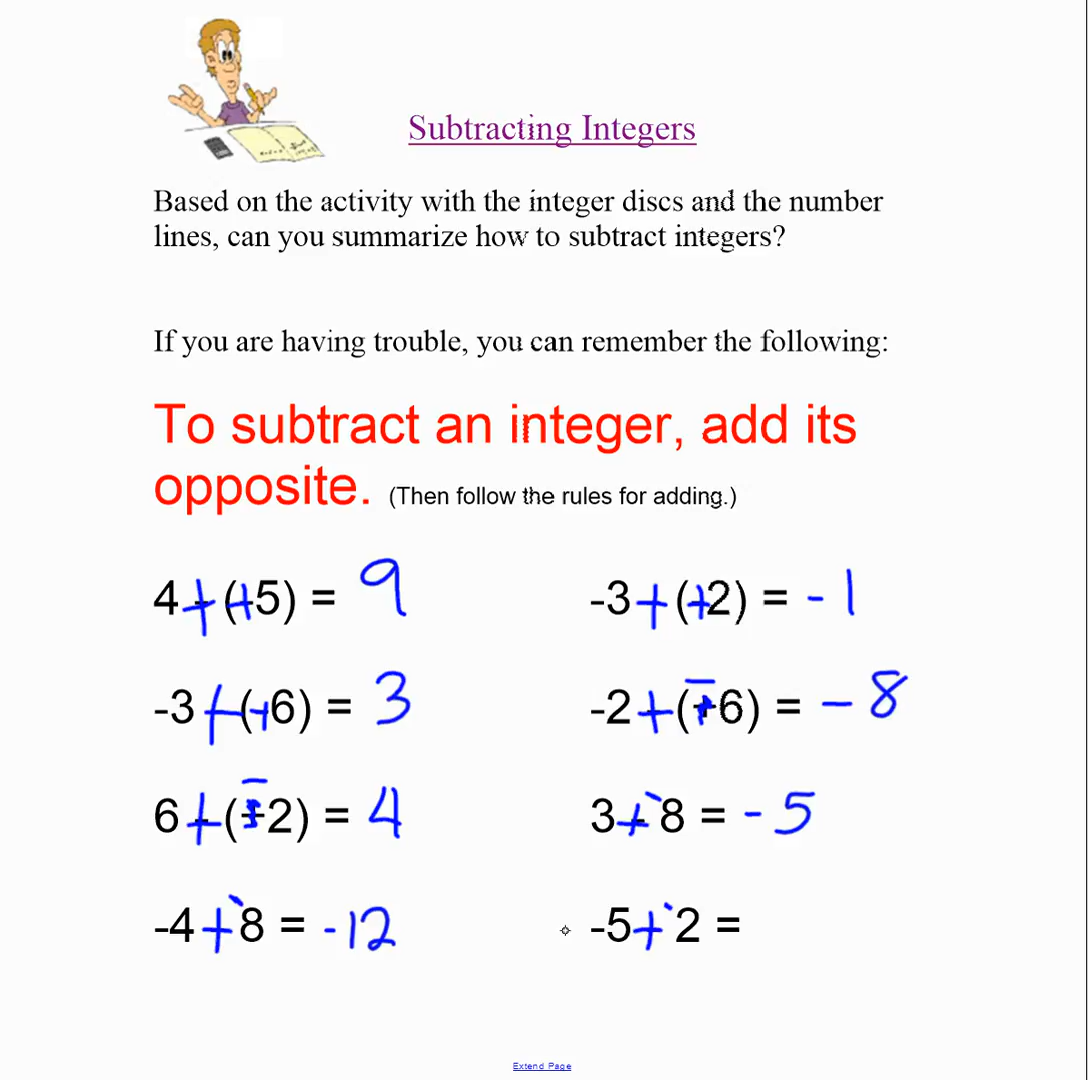 Subtracting Integers
Based on the activity with the integer discs and the number
lines, can you summarize how to subtract integers?
If you are having trouble, you can remember the following:
To subtract an integer, add its
opposite. (Then follow the rules for adding.)
4 + (+5) = 9
-3 + (+2) = -1
-3 + (+6) = 3
-2 + (-6) = -8
6 + (-2) = 4
3 + -8 = -5
-4 + -8 = -12
-5 + -2 =
Extend Page